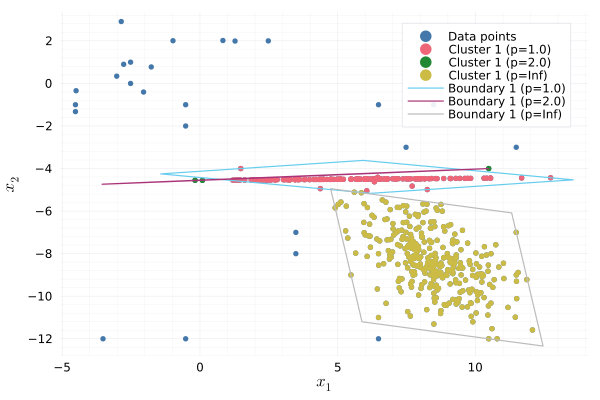 2
0
−2
−4
−6
−8
−10
−12
x2
−5
0
5
10
x1
Data points
Cluster 1 (p=1.0)
Cluster 1 (p=2.0)
Cluster 1 (p=Inf)
Boundary 1 (p=1.0)
Boundary 1 (p=2.0)
Boundary 1 (p=Inf)